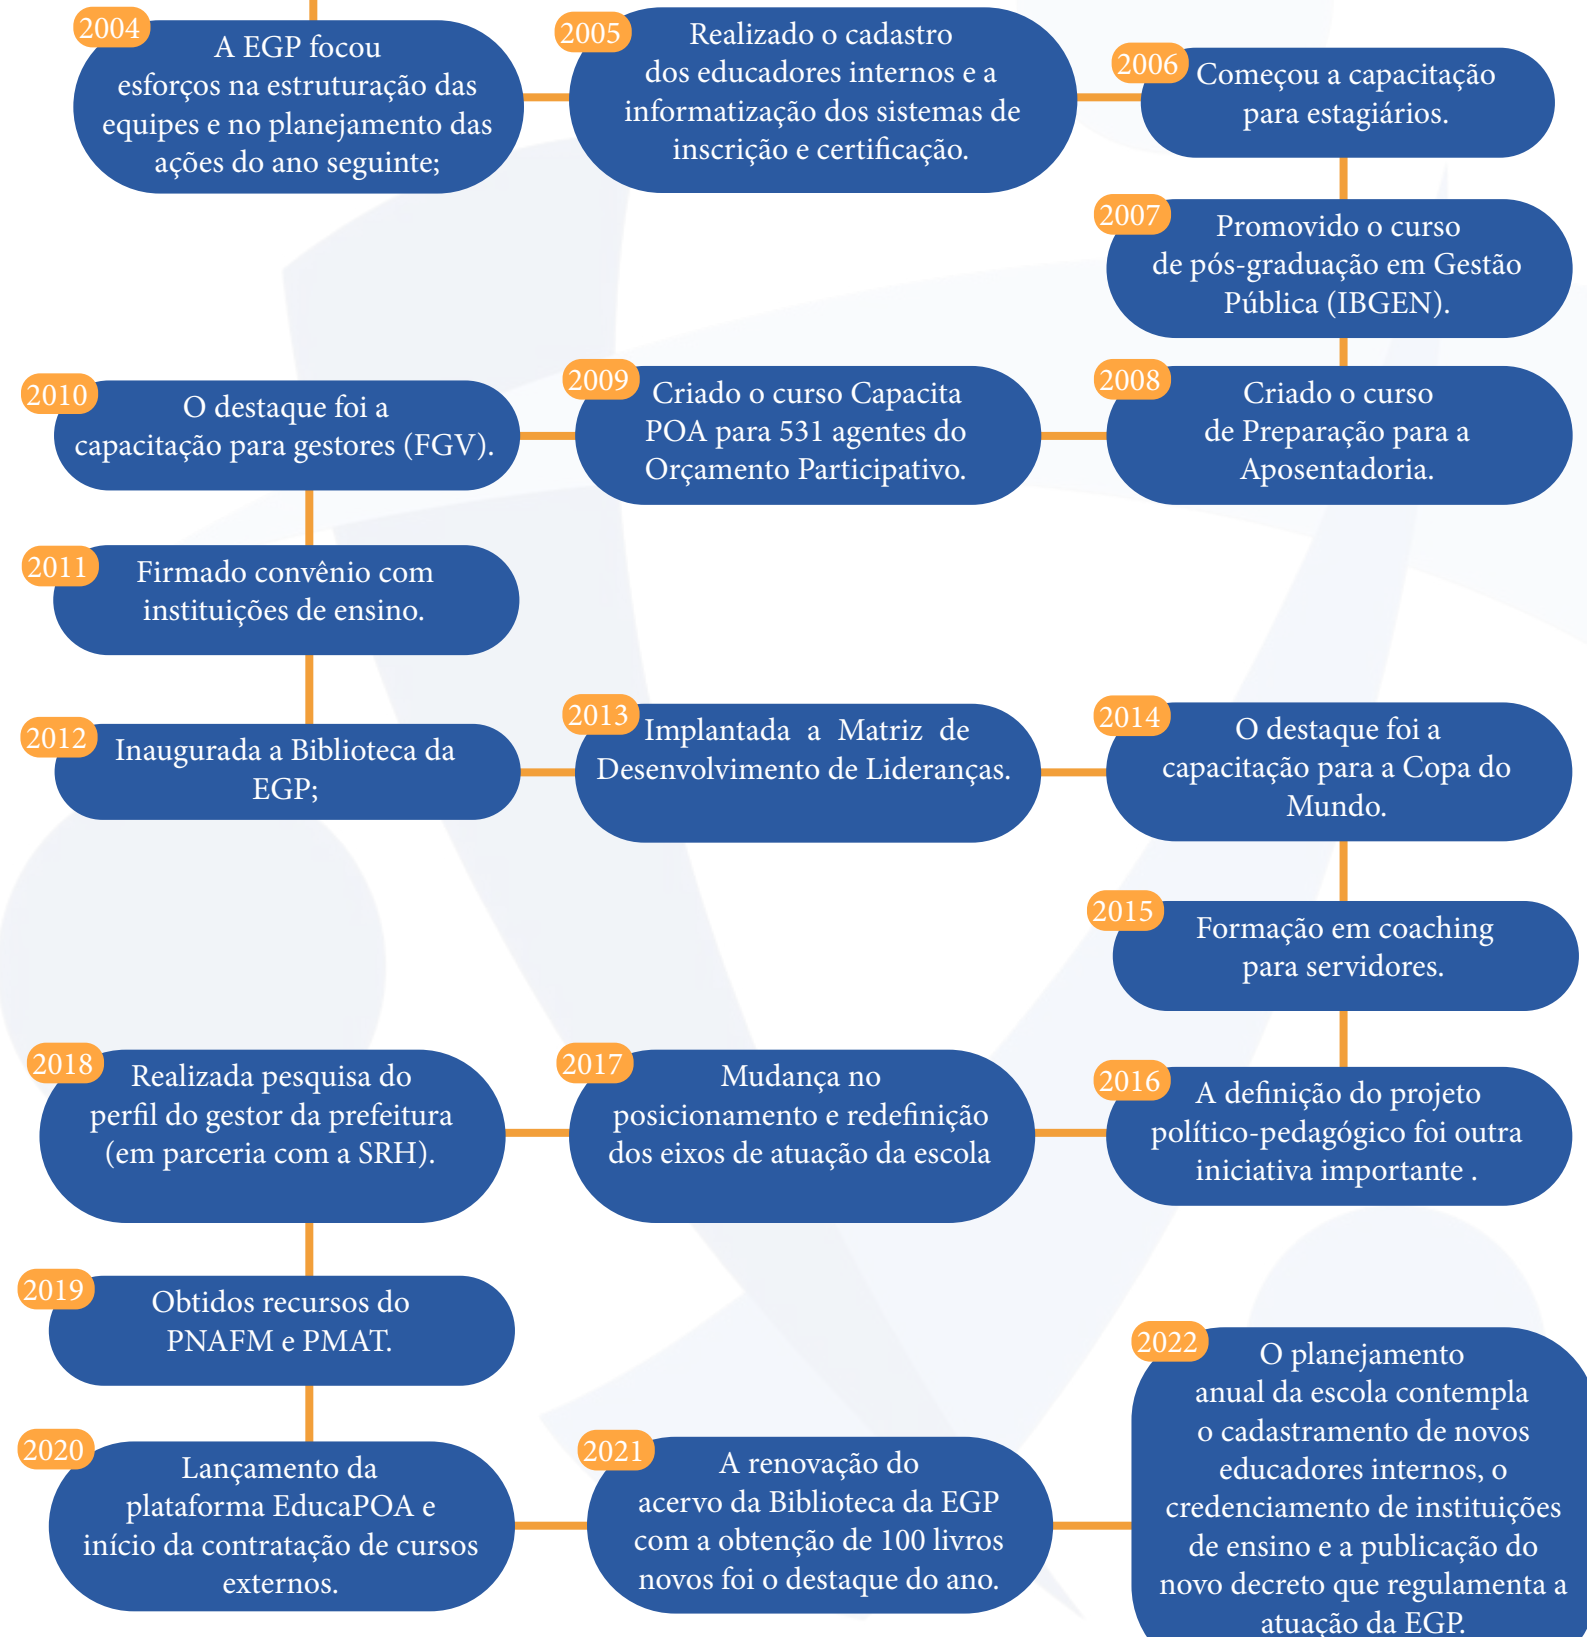 2004
A EGP focou
esforços na estruturação das
equipes e no planejamento das
ações do ano seguinte;
2005
Realizado o cadastro
dos educadores internos e a
informatização dos sistemas de
inscrição e certificação.
2006
Começou a capacitação
para estagiários.
2007
Promovido o curso
de pós-graduação em Gestão
Pública (IBGEN).
2008
Criado o curso
de Preparação para a
Aposentadoria.
2009
Criado o curso Capacita
POA para 531 agentes do
Orçamento Participativo.
2010
O destaque foi a
capacitação para gestores (FGV).
2011
Firmado convênio com
instituições de ensino.
2012
Inaugurada a Biblioteca da
EGP;
2013
Implantada a Matriz de
Desenvolvimento de Lideranças.
2014
O destaque foi a
capacitação para a Copa do
Mundo.
2015
Formação em coaching
para servidores.
2016
A definição do projeto
político-pedagógico foi outra
iniciativa importante .
2017
Mudança no
posicionamento e redefinição
dos eixos de atuação da escola
2018
Realizada pesquisa do
perfil do gestor da prefeitura
(em parceria com a SRH).
2019
Obtidos recursos do
PNAFM e PMAT.
2020
Lançamento da
plataforma EducaPOA e
início da contratação de cursos
externos.
2021
A renovação do
acervo da Biblioteca da EGP
com a obtenção de 100 livros
novos foi o destaque do ano.
2022
O planejamento
anual da escola contempla
o cadastramento de novos
educadores internos, o
credenciamento de instituições
de ensino e a publicação do
novo decreto que regulamenta a
atuação da EGP.